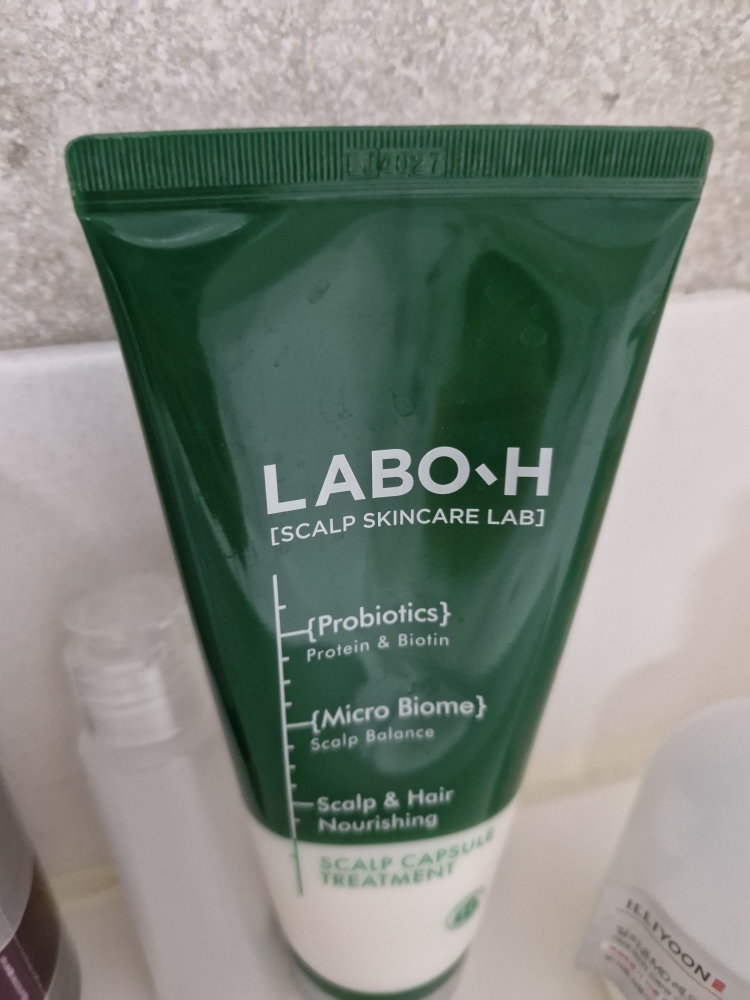 LABO-H
[SCALP SKINCARE LAB]
{Probiotics}
Protein & Biotin
{Micro Biome}
Scalp Balance
Scalp & Hair
Nourishing
SCALP CAPSULE
TREATMENT
ILLIYOON